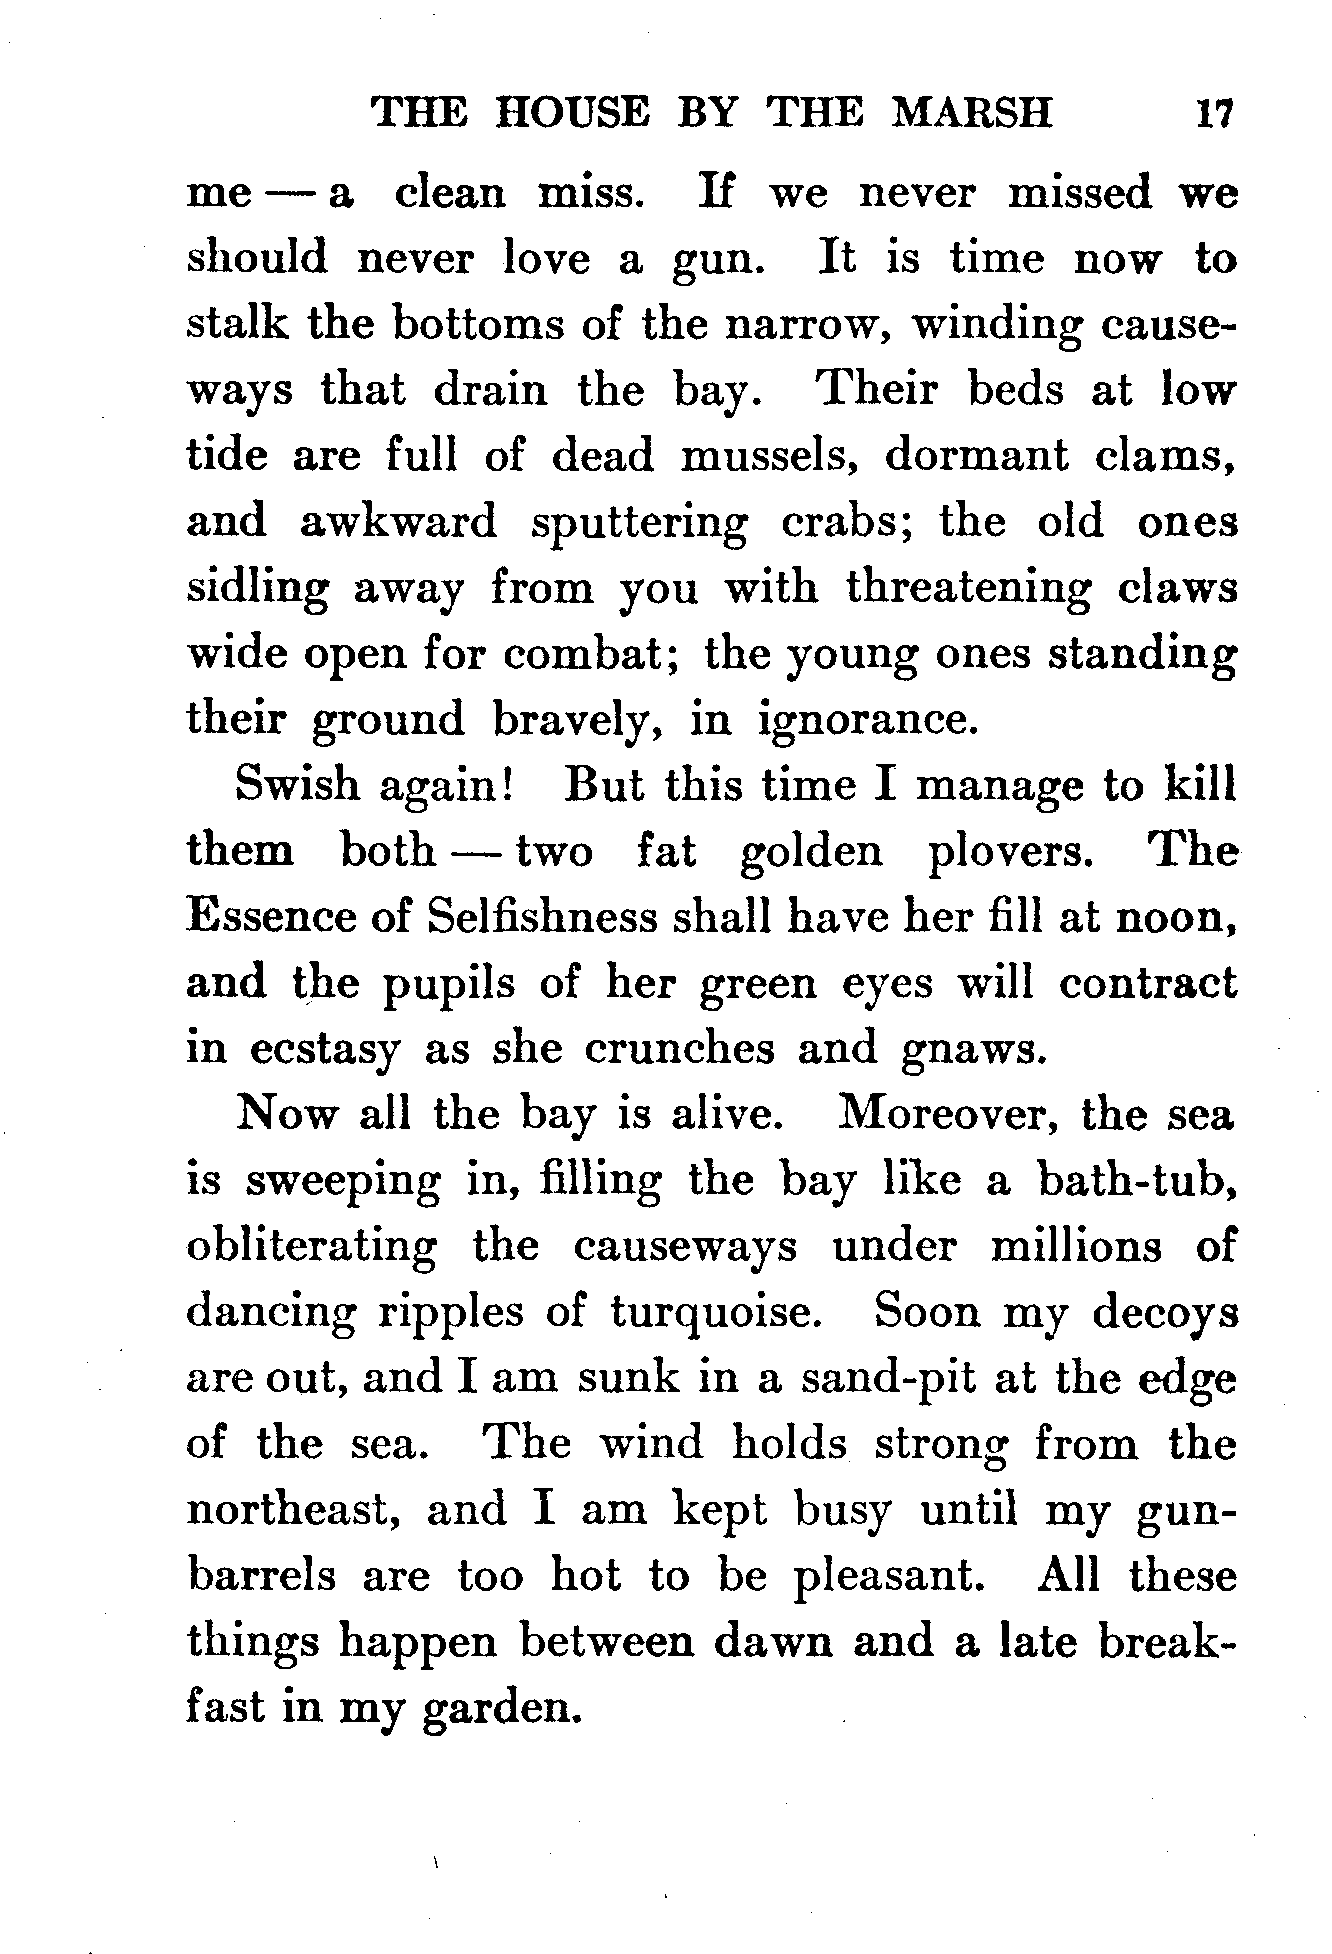 THE HOUSE BY THE MARSH 17
me — a clean miss. If we never missed we
should never love a gun. It is time now to
stalk the bottoms of the narrow, winding cause-
ways that drain the bay. Their beds at low
tide are full of dead mussels, dormant clams,
and awkward sputtering crabs; the old ones
sidling away from you with threatening claws
wide open for combat; the young ones standing
their ground bravely, in ignorance.
Swish again! But this time I manage to kill
them both — two fat golden plovers. The
Essence of Selfishness shall have her fill at noon,
and the pupils of her green eyes will contract
in ecstasy as she crunches and gnaws.
Now all the bay is alive. Moreover, the sea
is sweeping in, filling the bay like a bath-tub,
obliterating the causeways under millions of
dancing ripples of turquoise. Soon my decoys
are out, and I am sunk in a sand-pit at the edge
of the sea. The wind holds strong from the
northeast, and I am kept busy until my gun-
barrels are too hot to be pleasant. All these
things happen between dawn and a late break-
fast in my garden.